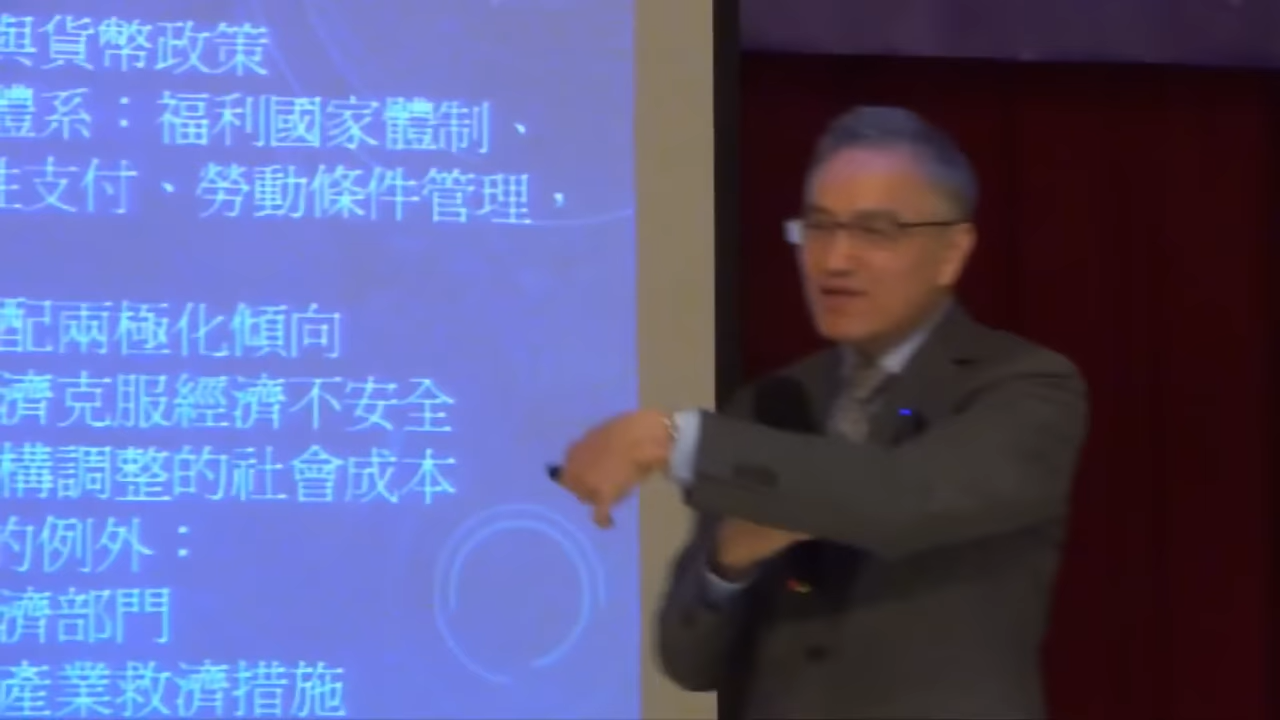 與貨幣政策
體系：福利國家體制、
支付、勞動條件管理，
配兩極化傾向
濟克服經濟不安全
構調整的社會成本
的例外：
濟部門
產業救濟措施